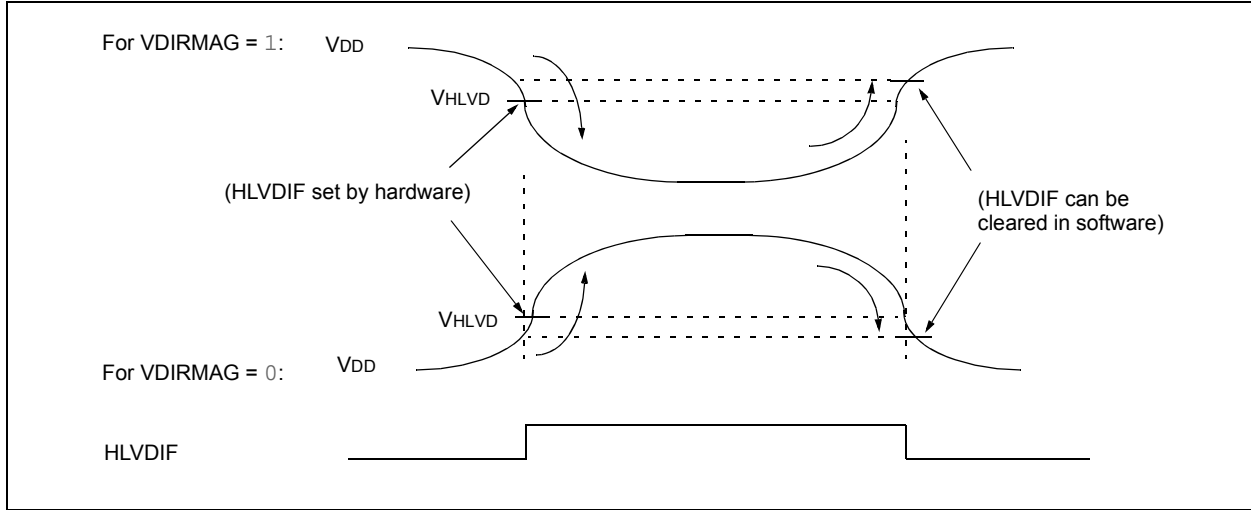 For VDIRMAG = 1: VDD
VHLVD
(HLVDIF set by hardware)
(HLVDIF can be
cleared in software)
VHLVD
For VDIRMAG = 0: VDD
HLVDIF